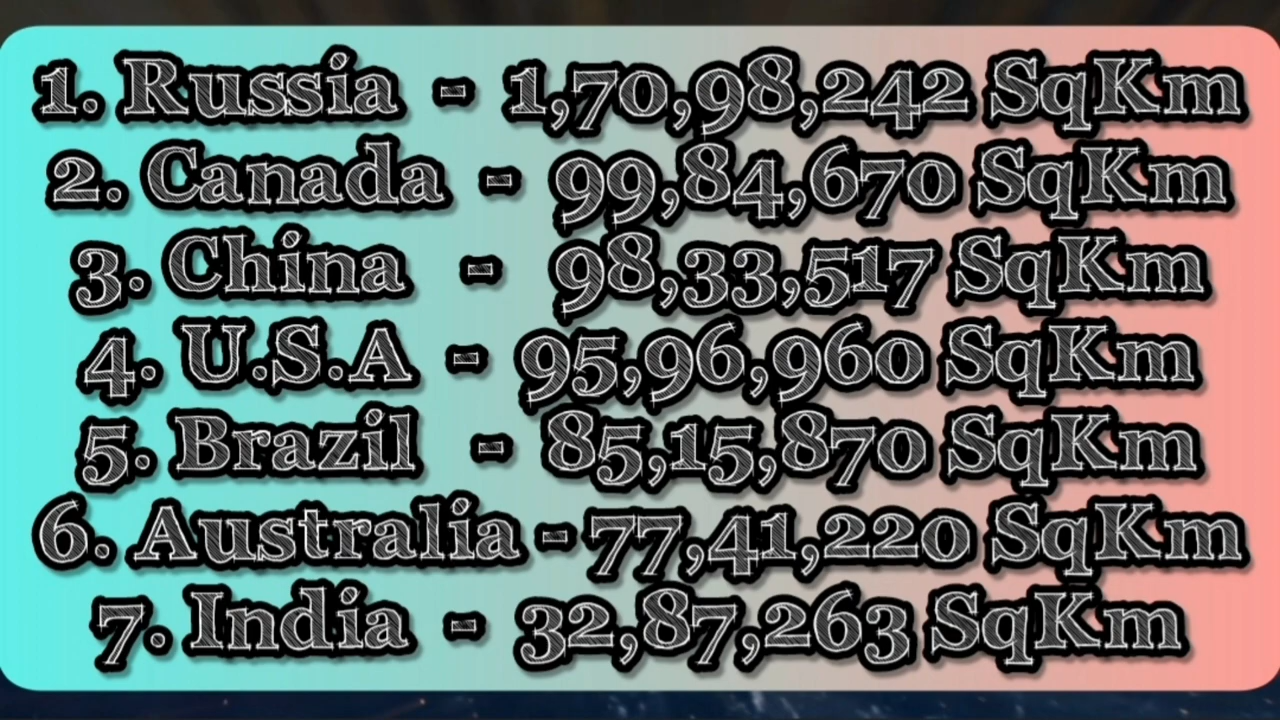 1. Russia - 1,70,98,242 SqKm
2. Canada - 99,84,670 SqKm
3. China - 98,33,517 SqKm
4. U.S.A - 95,96,960 SqKm
5. Brazil - 85,15,870 SqKm
6. Australia - 77,41,220 SqKm
7. India - 32,87,263 SqKm